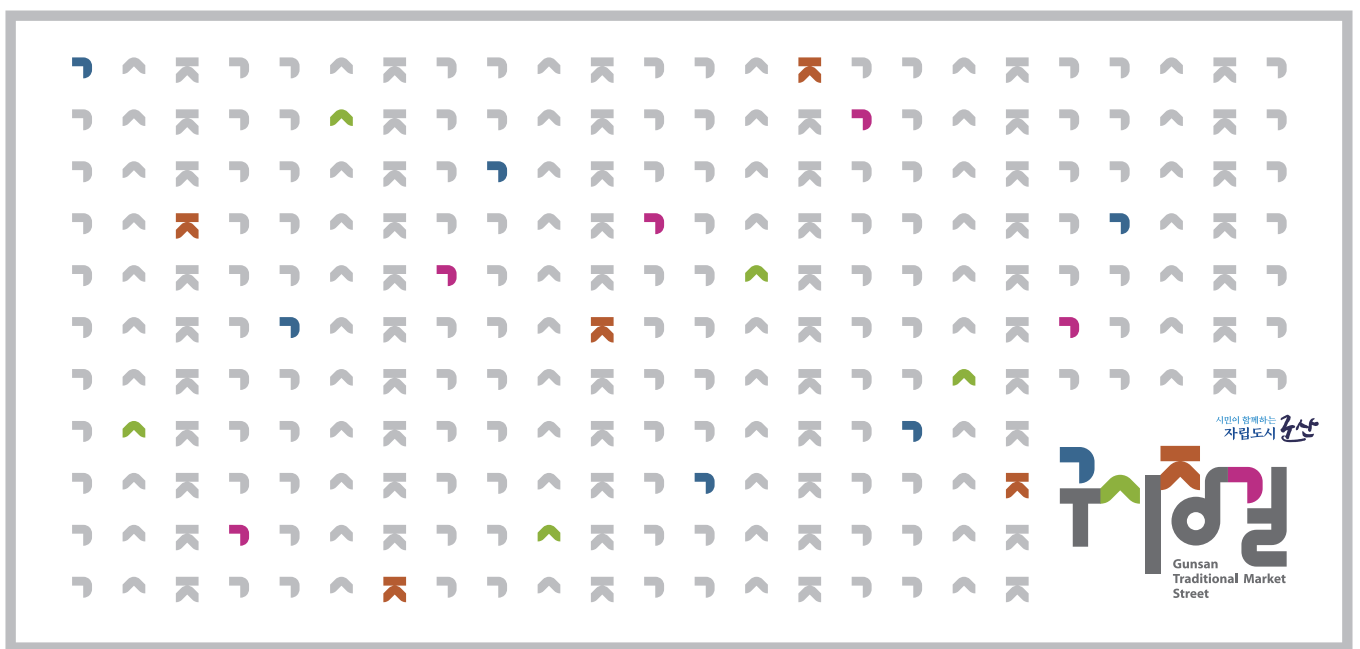 시민이 함께하는
자립도시 군산
구시장길
Gunsan
Traditional Market
Street